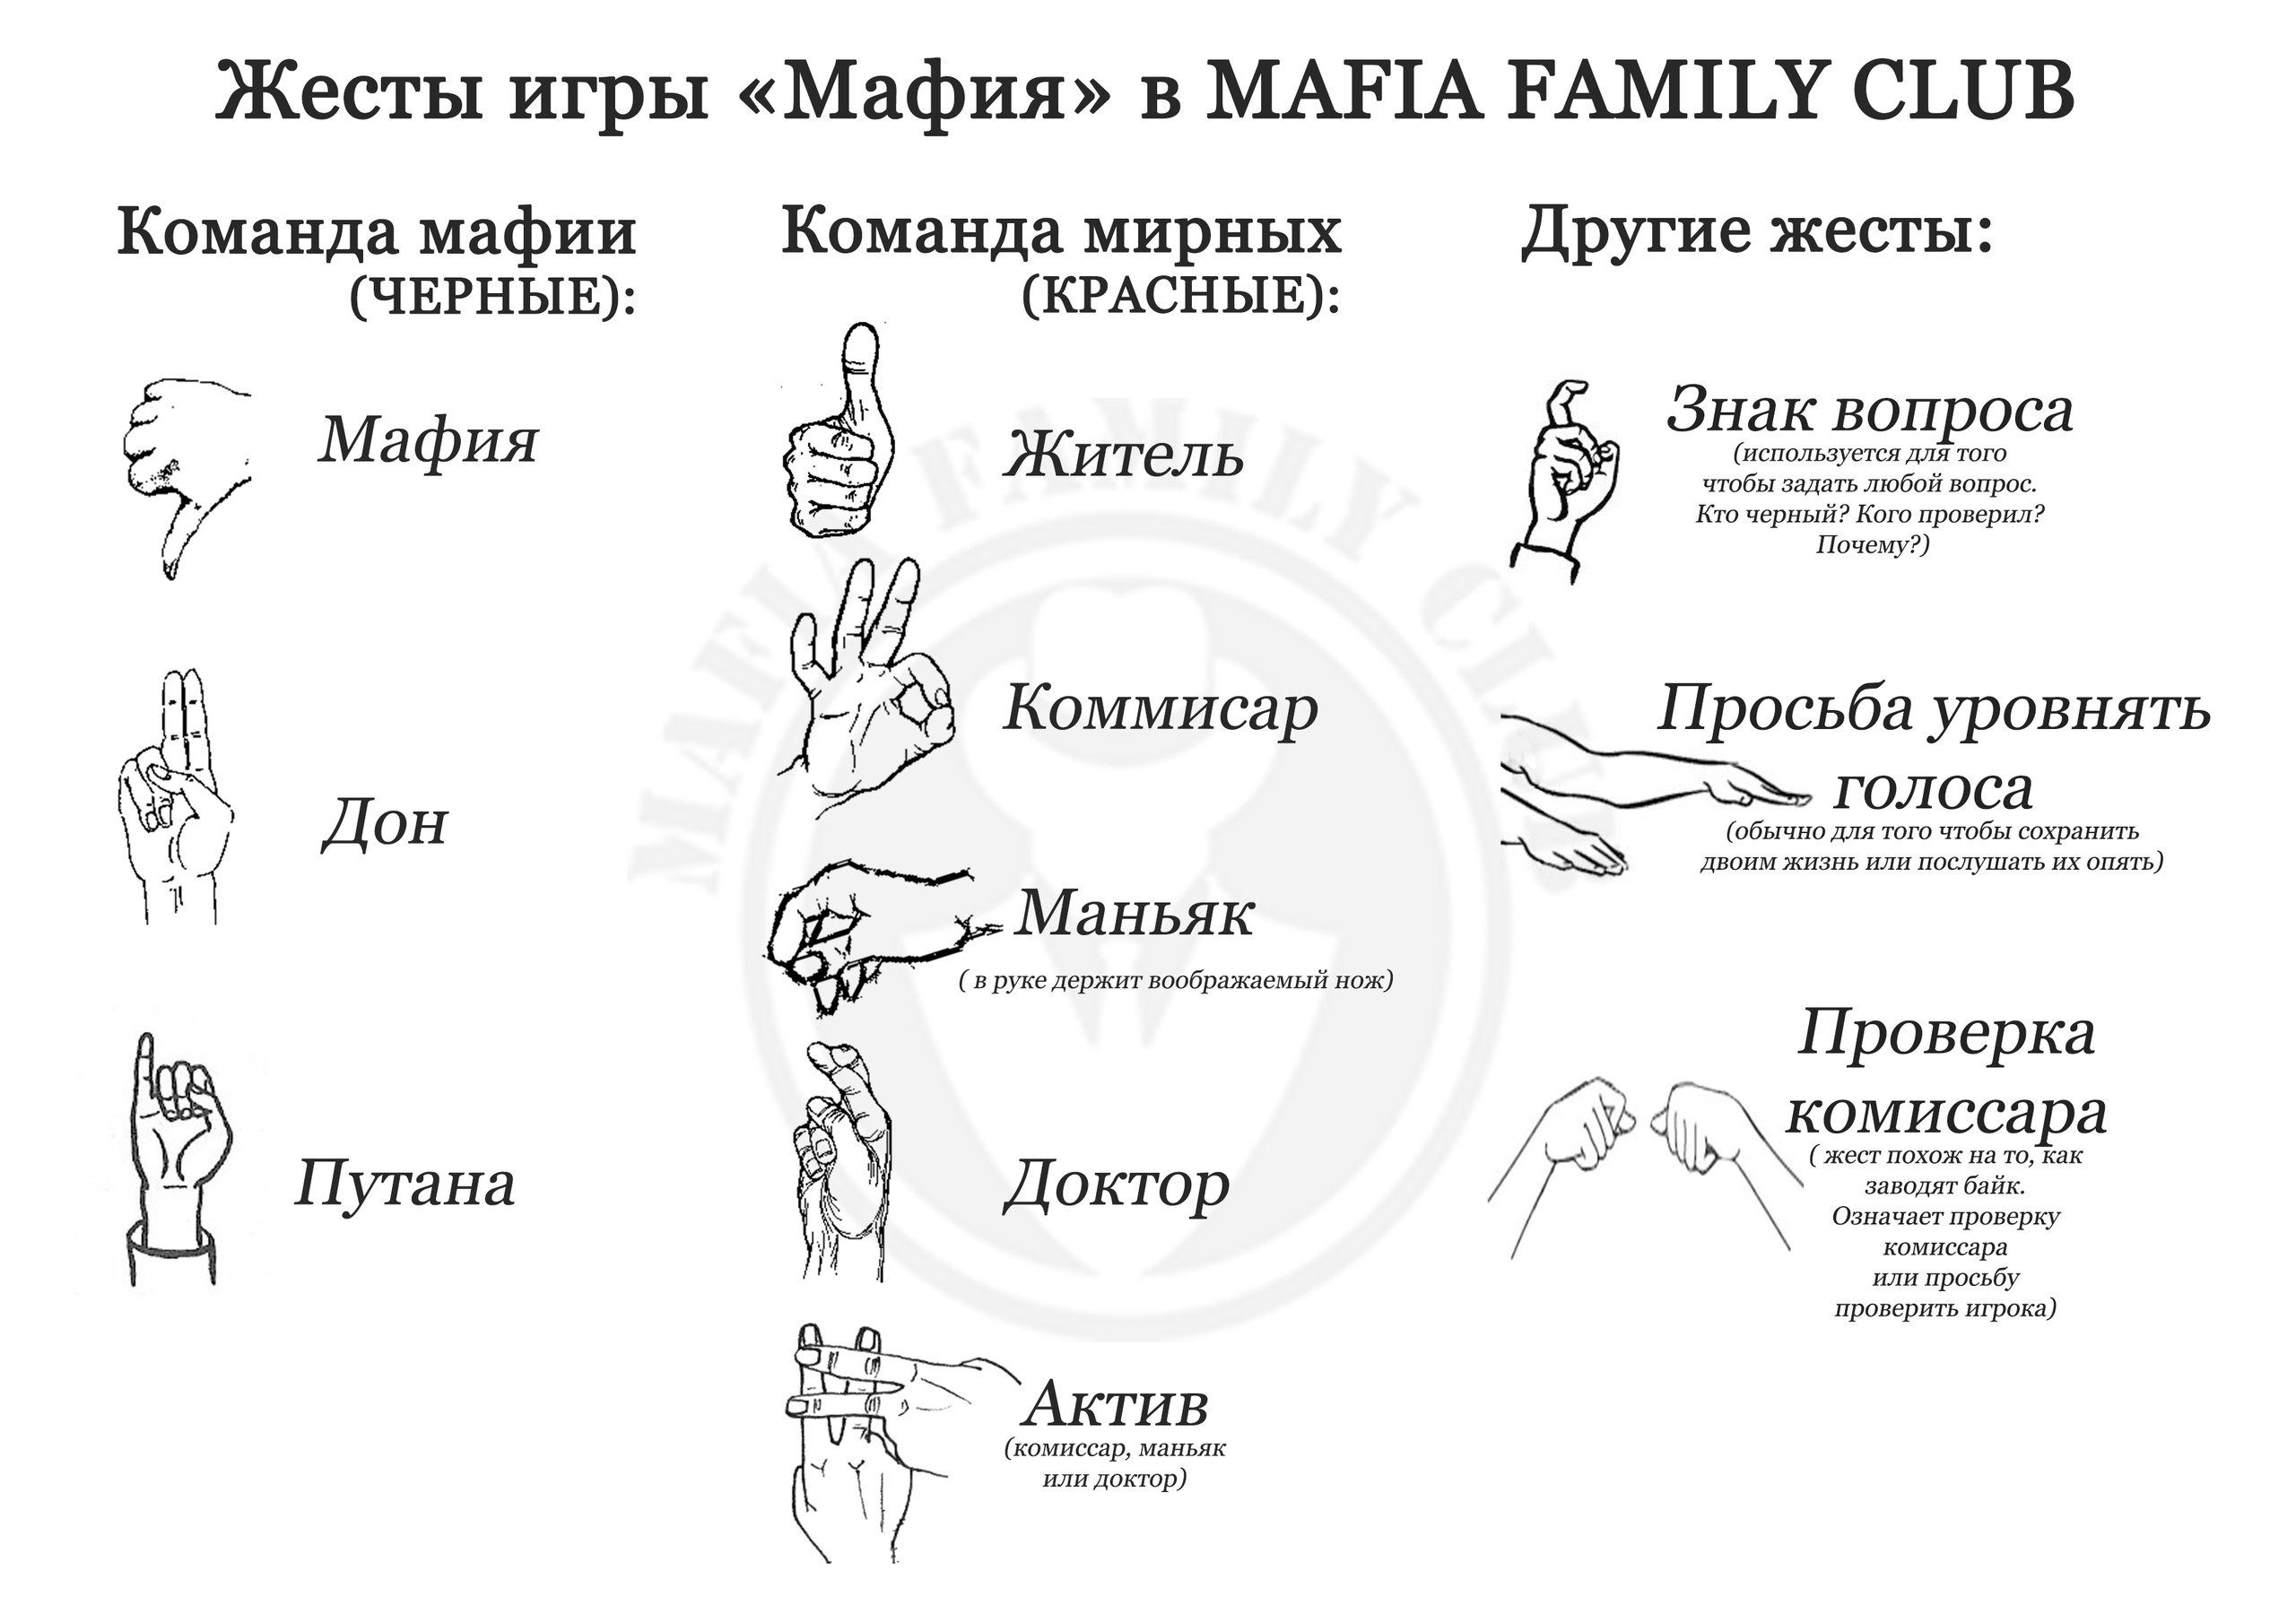 Жесты игры «Мафия» в MAFIA FAMILY CLUB
Команда мафии
(ЧЕРНЫЕ):
Мафия
Дон
Путана
Команда мирных
(КРАСНЫЕ):
Житель
Коммисар
Маньяк
( в руке держит воображаемый нож)
Доктор
Актив
(комиссар, маньяк
или доктор)
Другие жесты:
Знак вопроса
(используется для того
чтобы задать любой вопрос.
Кто черный? Кого проверил?
Почему?)
Просьба уровнять
голоса
(обычно для того чтобы сохранить
двоим жизнь или послушать их опять)
Проверка
комиссара
( жест похож на то, как
заводят байк.
Означает проверку
комиссара
или просьбу
проверить игрока)
MAFIA FAMILY CLUB